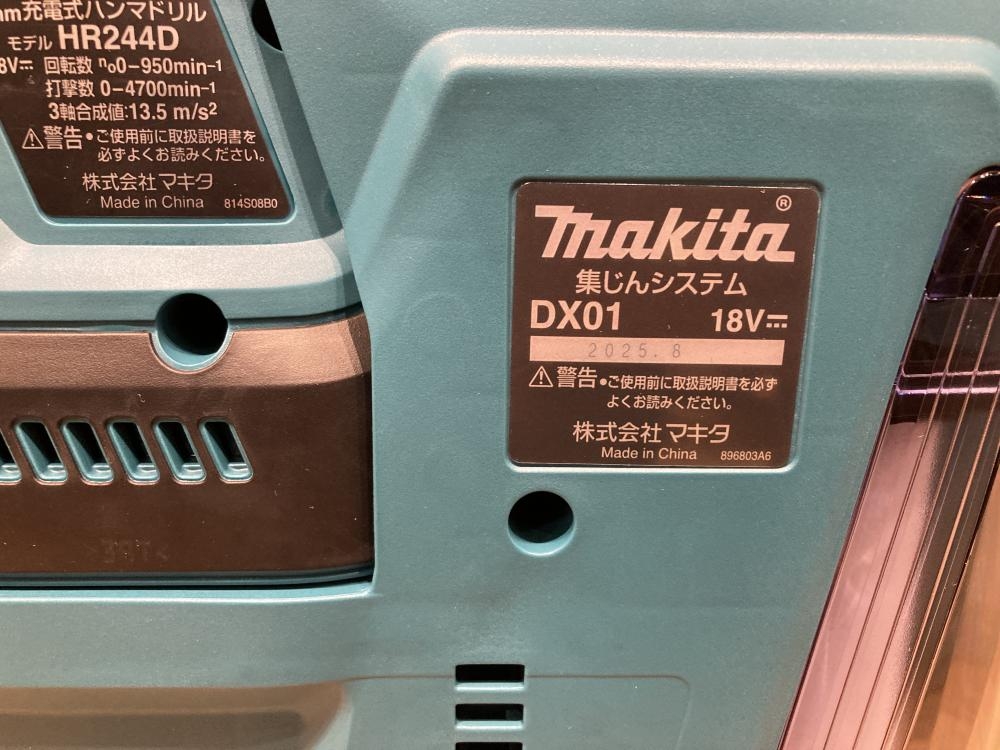 mm充電式ハンマドリル
モデル HR244D
8V⎓ 回転数 n₀0-950min⁻¹
打撃数 0-4700min⁻¹
3軸合成値:13.5 m/s²
⚠警告●ご使用前に取扱説明書を
必ずよくお読みください。
株式会社 マキタ
Made in China 814S08B0
makita®
集じんシステム
DX01 18V⎓
2025.8
⚠警告●ご使用前に取扱説明書を必ず
よくお読みください。
株式会社 マキタ
Made in China 896803A6